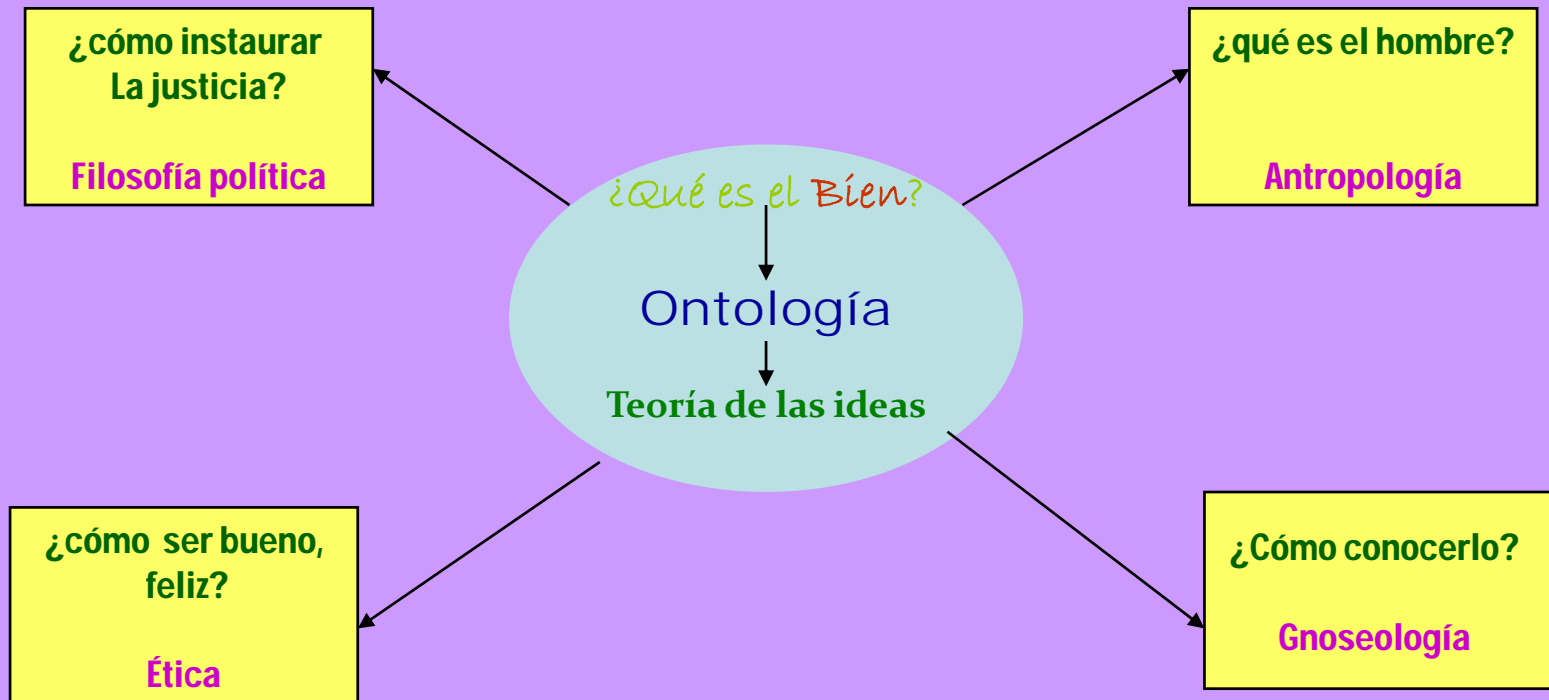 ¿cómo instaurar
La justicia?
Filosofía política
¿qué es el hombre?
Antropología
¿Qué es el Bien?
Ontología
Teoría de las ideas
¿cómo ser bueno,
feliz?
Ética
¿Cómo conocerlo?
Gnoseología